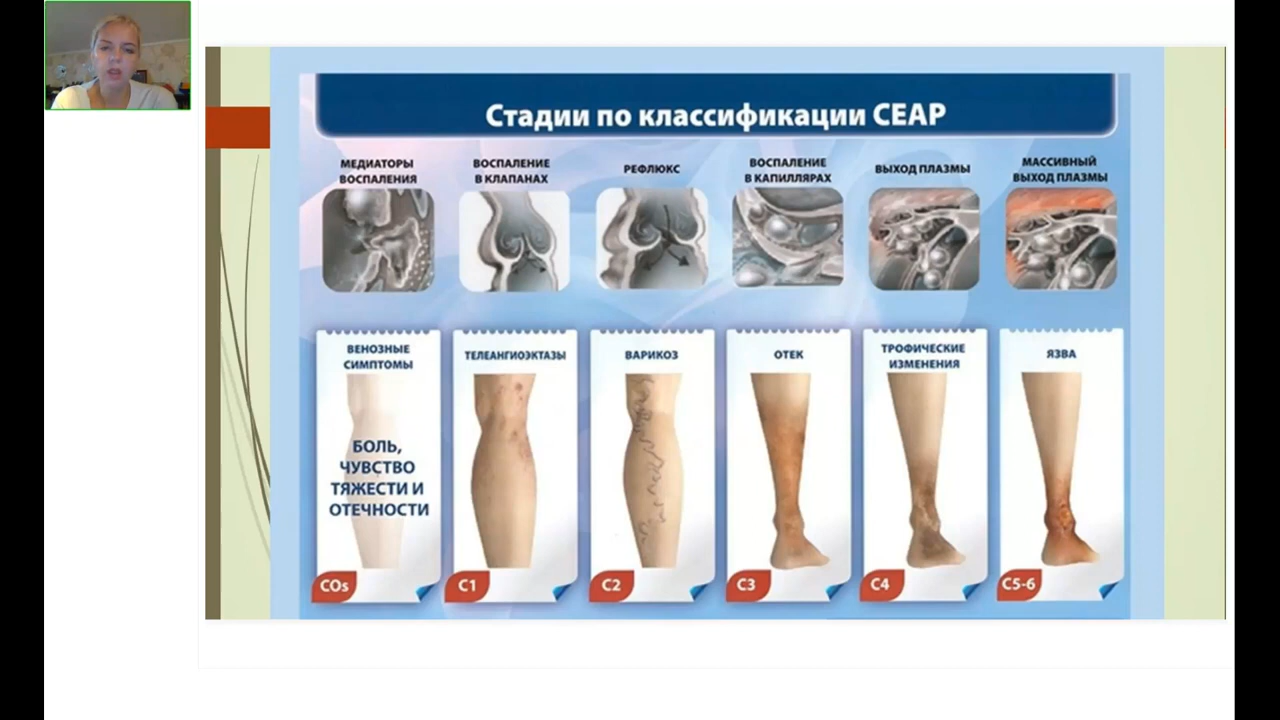 Стадии по классификации CEAP
МЕДИАТОРЫ
ВОСПАЛЕНИЯ
ВОСПАЛЕНИЕ
В КЛАПАНАХ
РЕФЛЮКС
ВОСПАЛЕНИЕ
В КАПИЛЛЯРАХ
ВЫХОД ПЛАЗМЫ
МАССИВНЫЙ
ВЫХОД ПЛАЗМЫ
ВЕНОЗНЫЕ
СИМПТОМЫ
БОЛЬ,
ЧУВСТВО
ТЯЖЕСТИ И
ОТЕЧНОСТИ
C0s
ТЕЛЕАНГИОЭКТАЗЫ
C1
ВАРИКОЗ
C2
ОТЕК
C3
ТРОФИЧЕСКИЕ
ИЗМЕНЕНИЯ
C4
ЯЗВА
C5-6